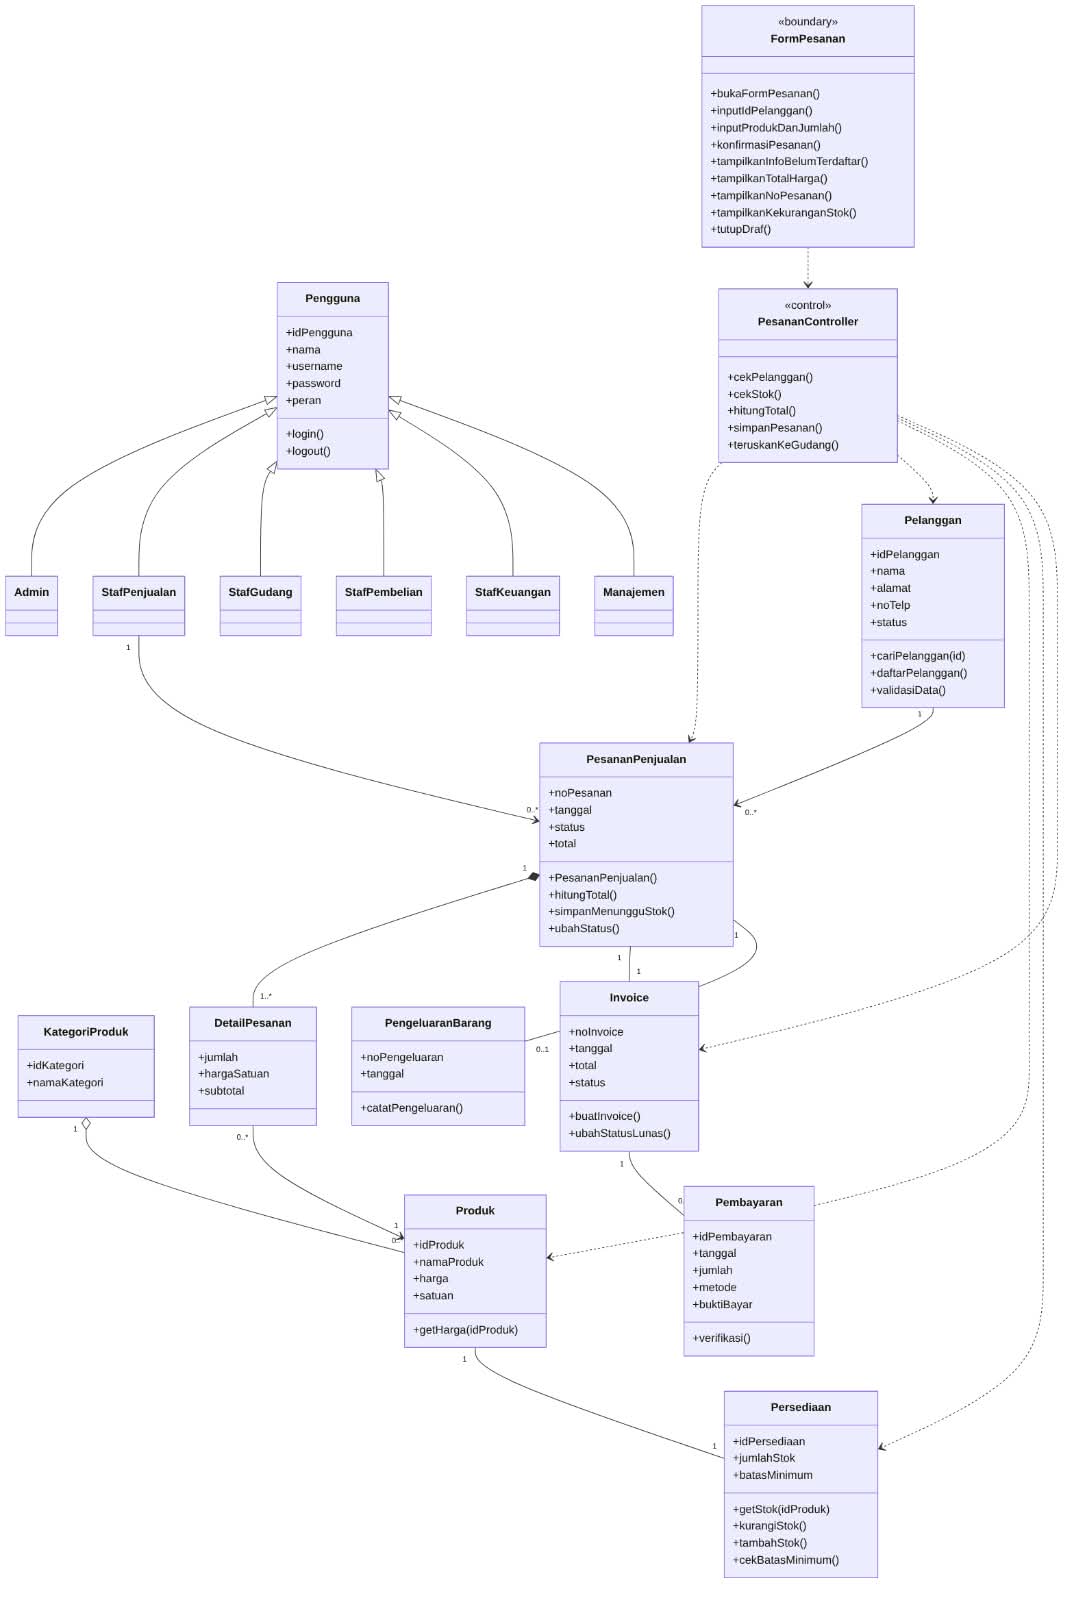 «boundary»
FormPesanan
+bukaFormPesanan()
+inputIdPelanggan()
+inputProdukDanJumlah()
+konfirmasiPesanan()
+tampilkanInfoBelumTerdaftar()
+tampilkanTotalHarga()
+tampilkanNoPesanan()
+tampilkanKekuranganStok()
+tutupDraf()
Pengguna
+idPengguna
+nama
+username
+password
+peran
+login()
+logout()
«control»
PesananController
+cekPelanggan()
+cekStok()
+hitungTotal()
+simpanPesanan()
+teruskanKeGudang()
Pelanggan
+idPelanggan
+nama
+alamat
+noTelp
+status
+cariPelanggan(id)
+daftarPelanggan()
+validasiData()
Admin
StafPenjualan
StafGudang
StafPembelian
StafKeuangan
Manajemen
1
1
0..*
0..*
PesananPenjualan
+noPesanan
+tanggal
+status
+total
+PesananPenjualan()
+hitungTotal()
+simpanMenungguStok()
+ubahStatus()
1
1..*
1
1
1
KategoriProduk
+idKategori
+namaKategori
1
DetailPesanan
+jumlah
+hargaSatuan
+subtotal
0..*
PengeluaranBarang
+noPengeluaran
+tanggal
+catatPengeluaran()
0..1
Invoice
+noInvoice
+tanggal
+total
+status
+buatInvoice()
+ubahStatusLunas()
1
1
Produk
+idProduk
+namaProduk
+harga
+satuan
+getHarga(idProduk)
1
Pembayaran
+idPembayaran
+tanggal
+jumlah
+metode
+buktiBayar
+verifikasi()
1
Persediaan
+idPersediaan
+jumlahStok
+batasMinimum
+getStok(idProduk)
+kurangiStok()
+tambahStok()
+cekBatasMinimum()